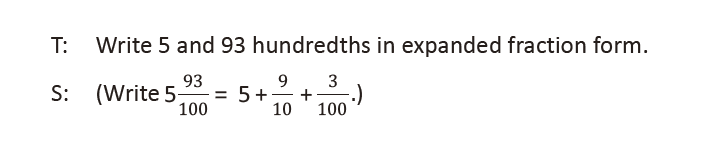 T: Write 5 and 93 hundredths in expanded fraction form.
S: (Write 5 93/100 = 5 + 9/10 + 3/100.)